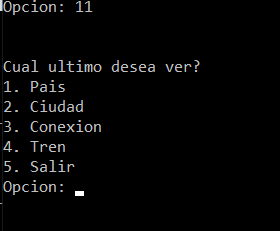 Opcion: 11
Cual ultimo desea ver?
1. Pais
2. Ciudad
3. Conexion
4. Tren
5. Salir
Opcion: